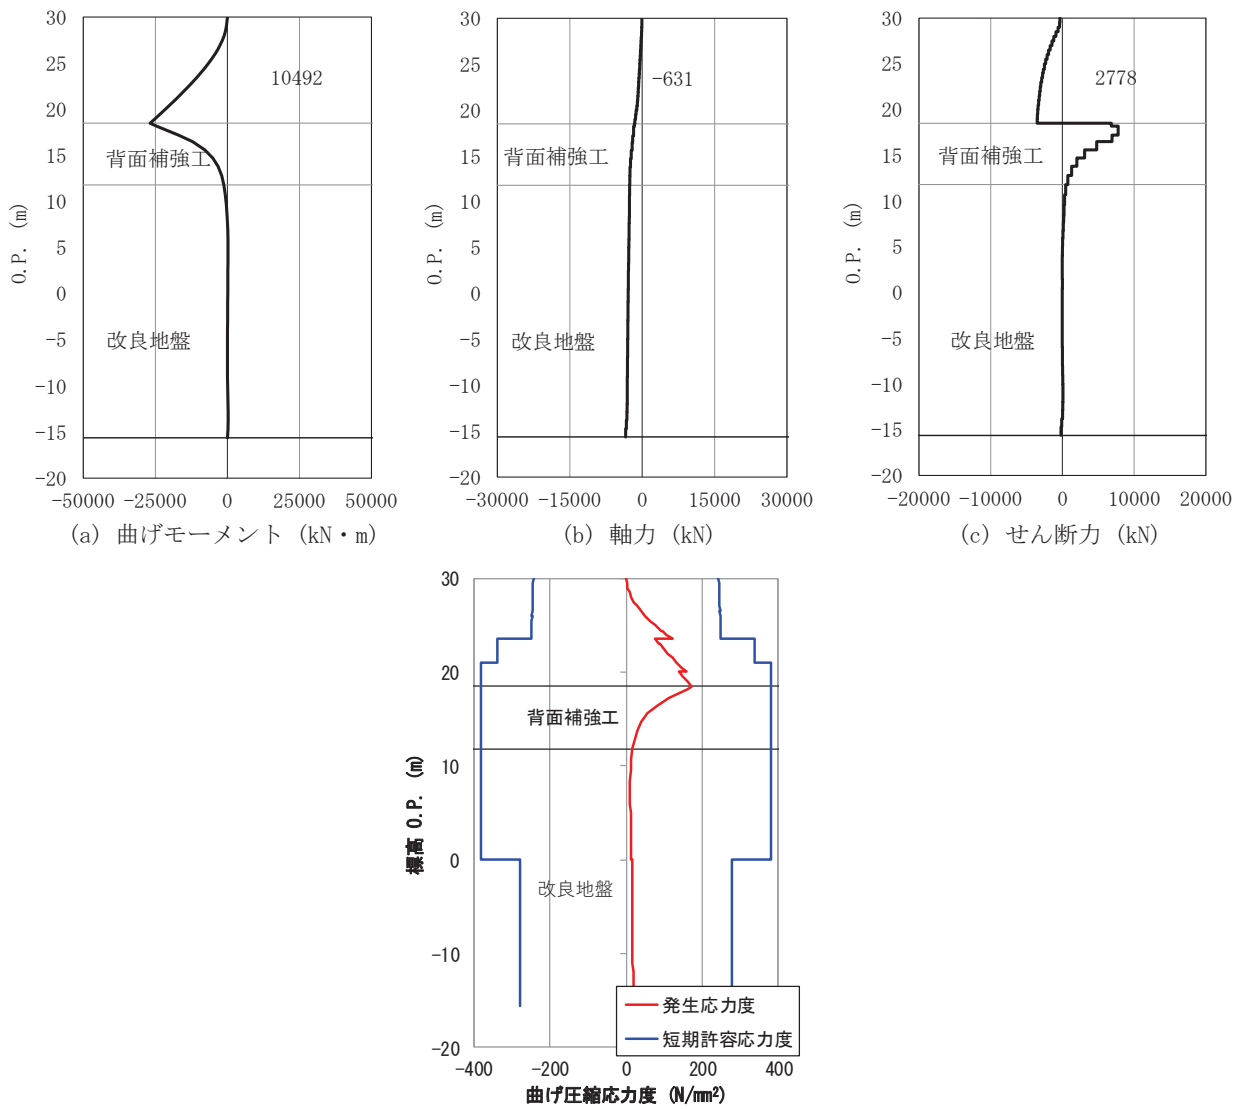 30
25
20
15
10
5
0
-5
-10
-15
-20
O.P. (m)
10492
背面補強工
改良地盤
-50000 -25000 0 25000 50000
(a) 曲げモーメント (kN・m)
30
25
20
15
10
5
0
-5
-10
-15
-20
O.P. (m)
-631
背面補強工
改良地盤
-30000 -15000 0 15000 30000
(b) 軸力 (kN)
30
25
20
15
10
5
0
-5
-10
-15
-20
O.P. (m)
2778
背面補強工
改良地盤
-20000 -10000 0 10000 20000
(c) せん断力 (kN)
30
20
10
0
-10
-20
標高 O.P. (m)
背面補強工
改良地盤
発生応力度
短期許容応力度
-400 -200 0 200 400
曲げ圧縮応力度 (N/mm²)